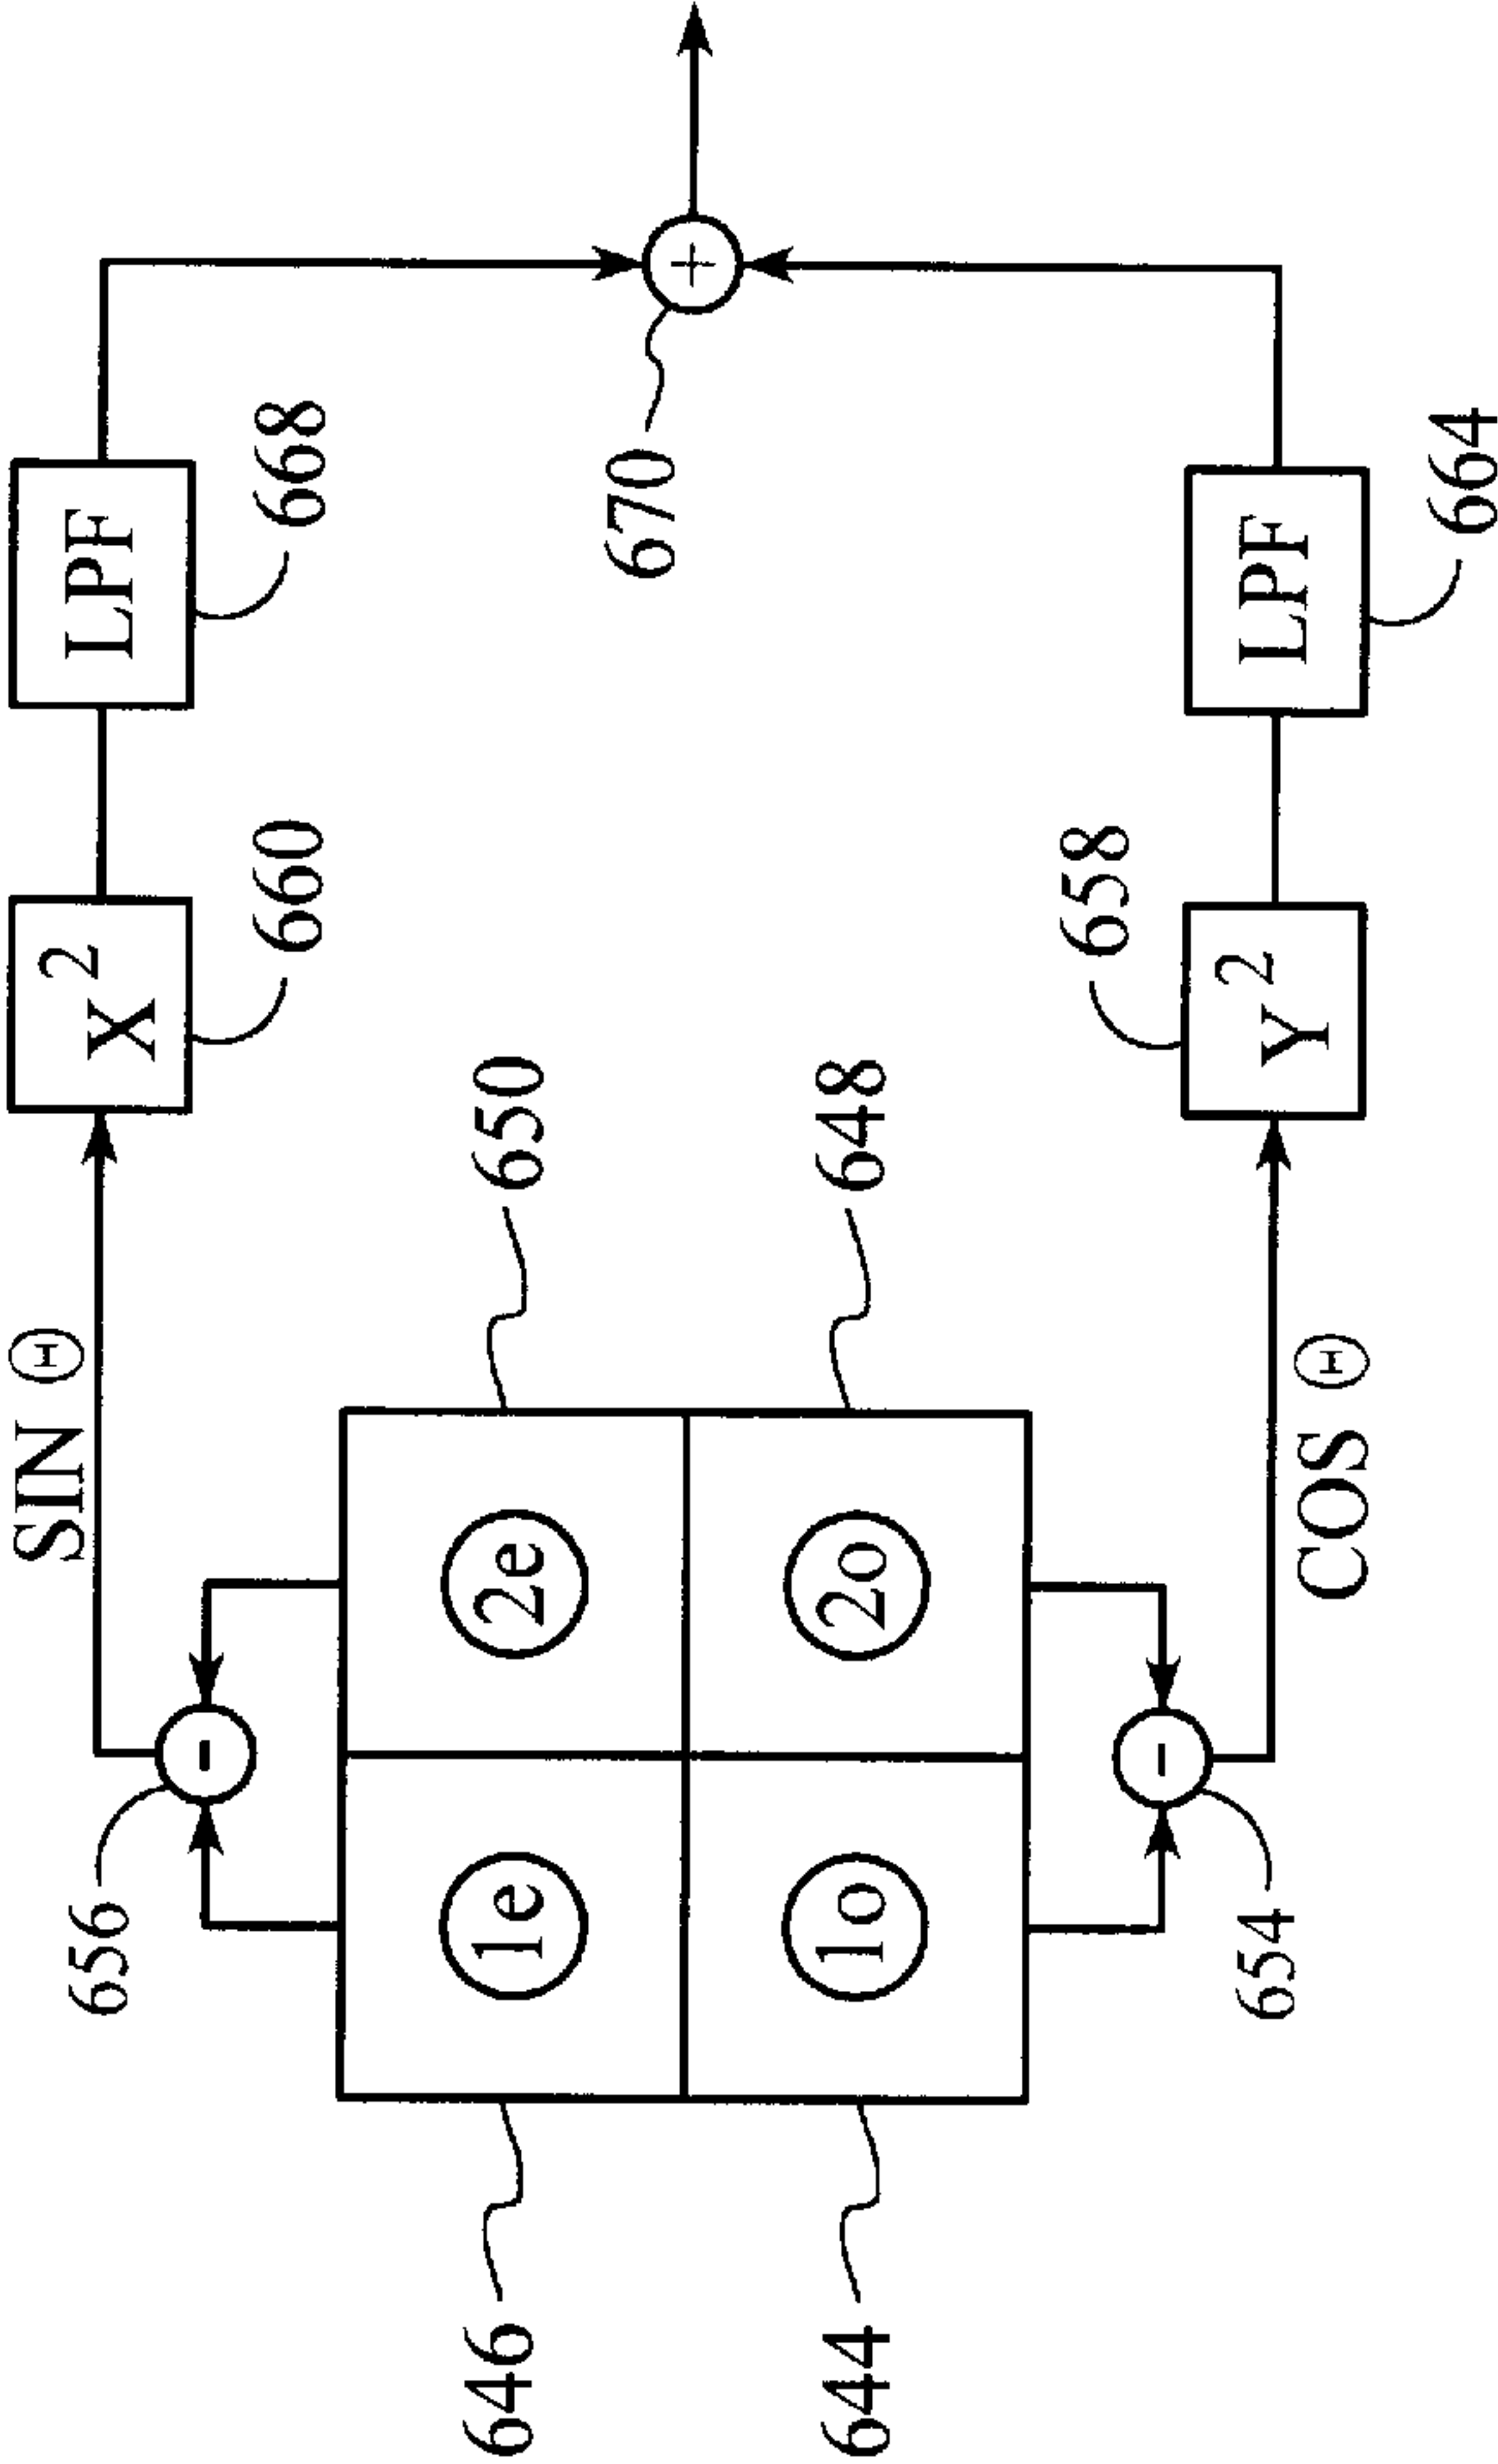 SIN Θ
X²
LPF
660
668
656
-
646
1e
2e
650
670
+
644
1o
2o
648
654
-
COS Θ
658
Y²
LPF
664